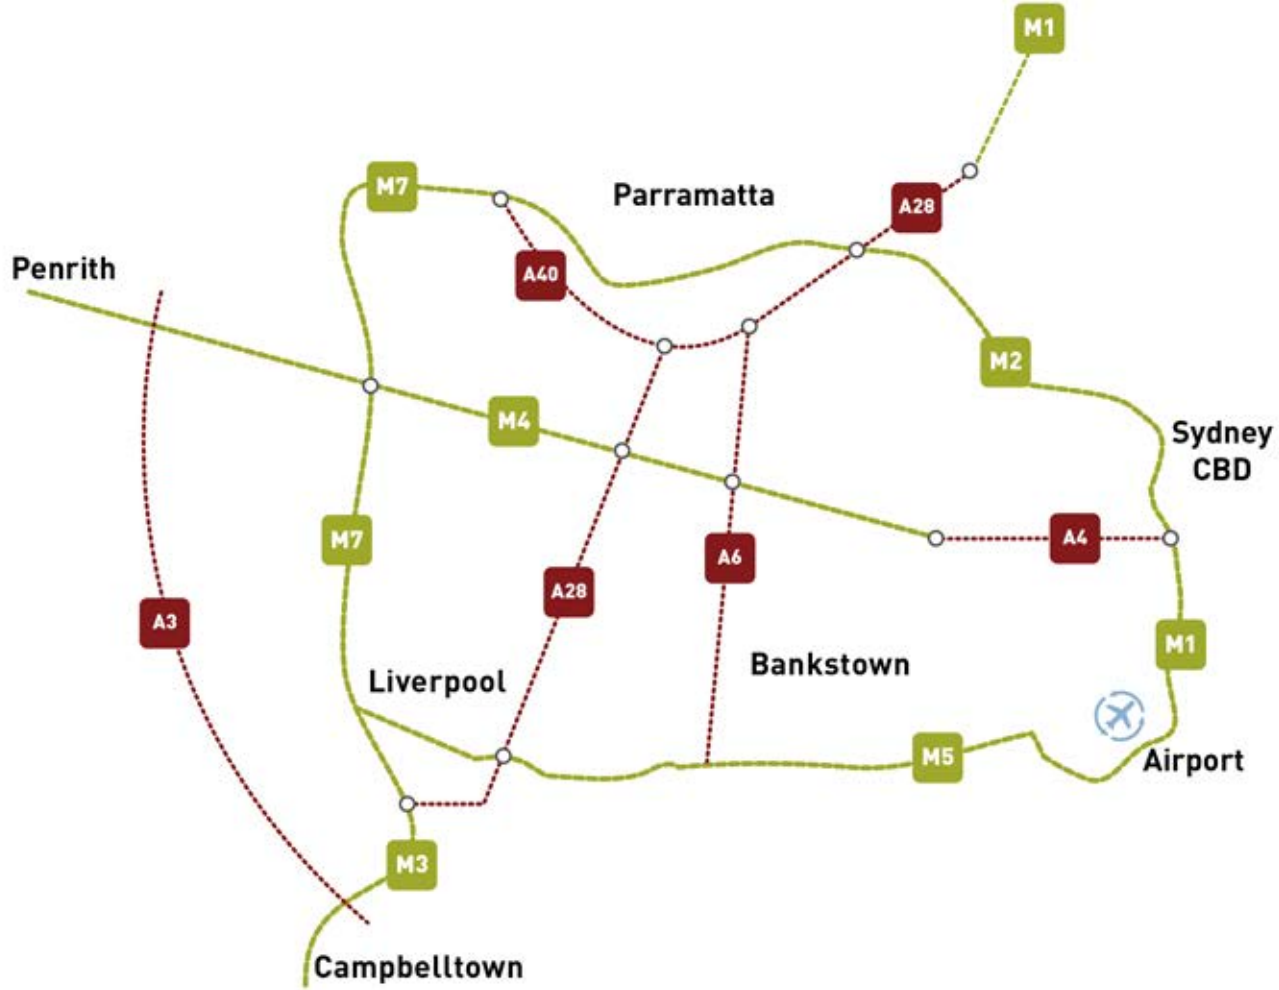 M1
M7
Parramatta
A28
Penrith
A40
M2
M4
Sydney
CBD
M7
A4
A6
A28
A3
M1
Liverpool
Bankstown
M5
Airport
M3
Campbelltown